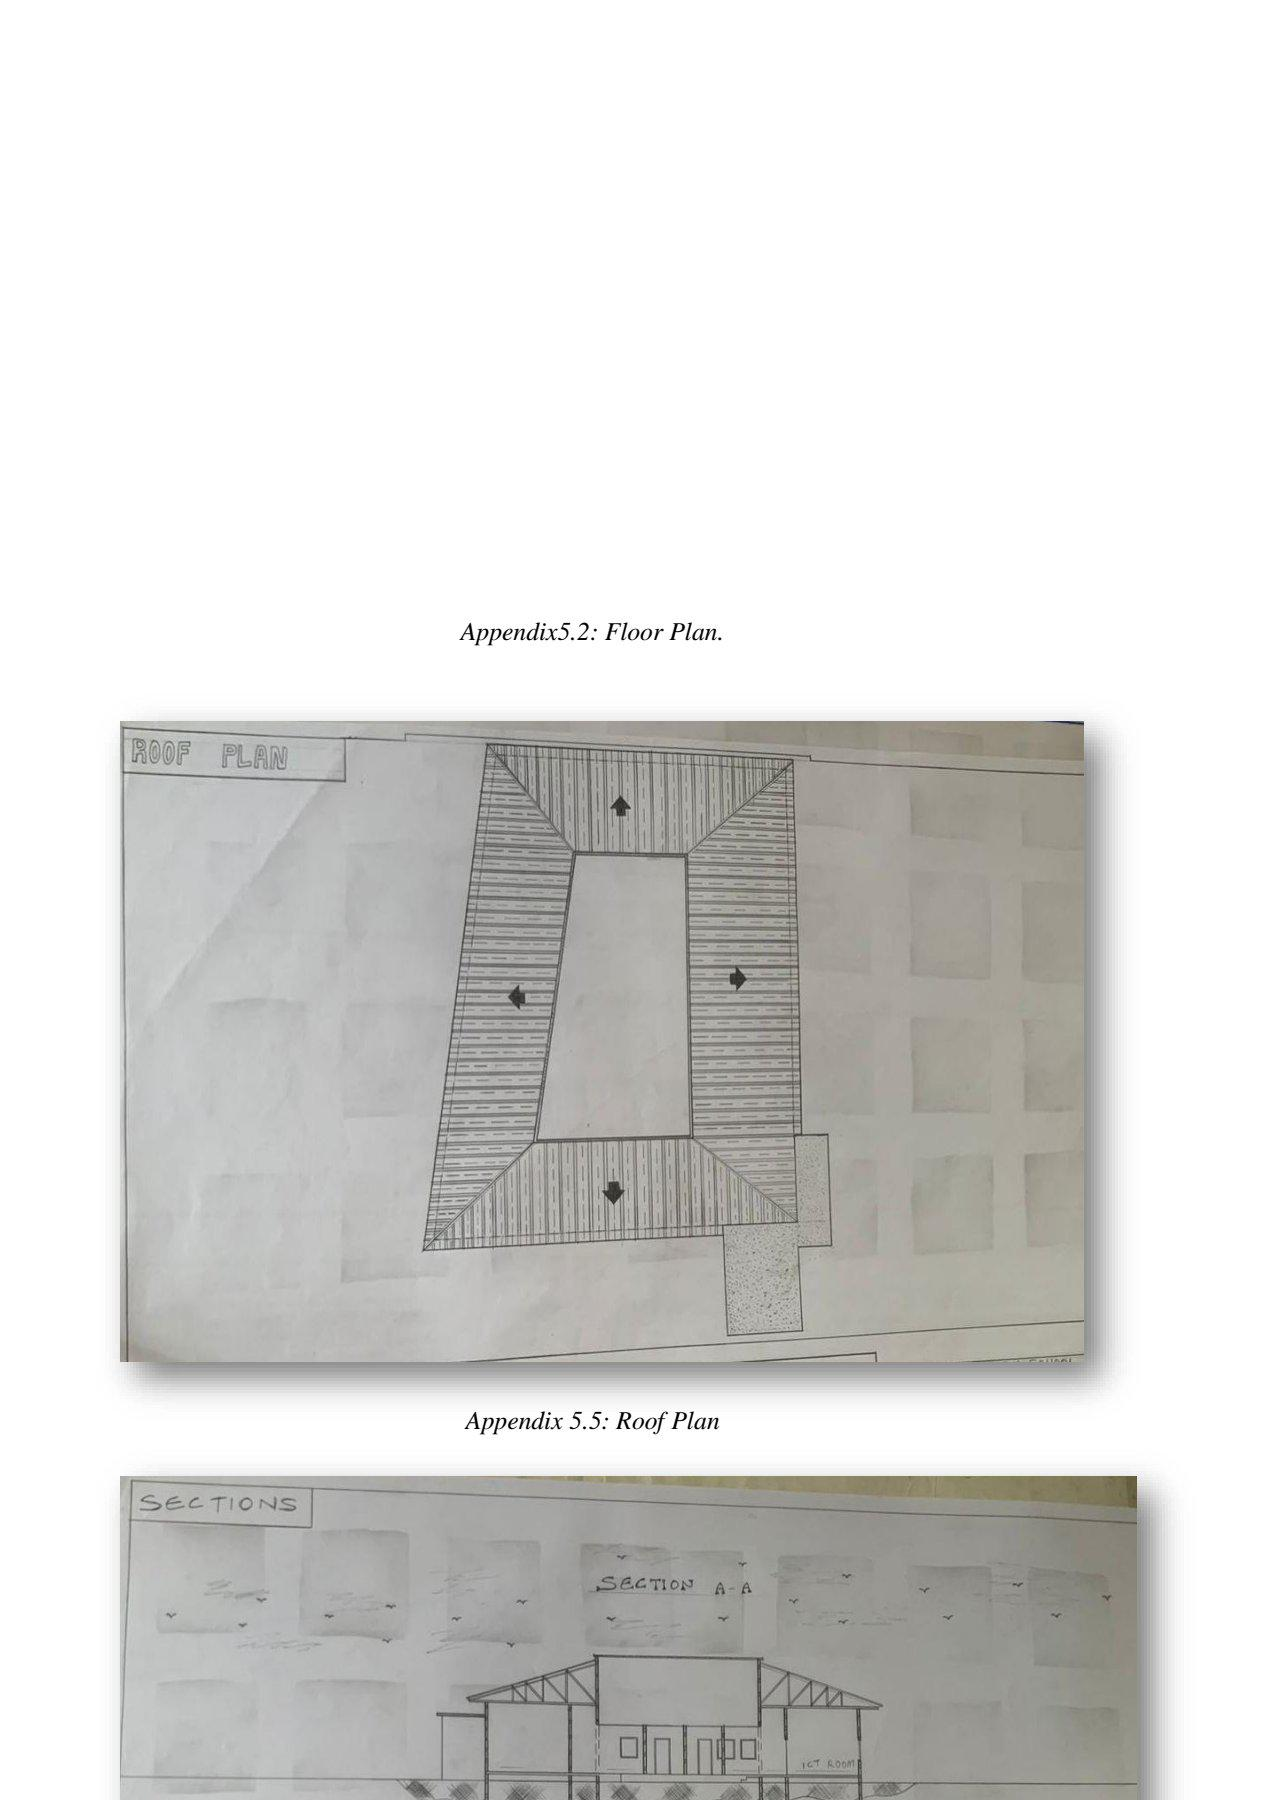 Appendix5.2: Floor Plan.
ROOF PLAN
Appendix 5.5: Roof Plan
SECTIONS
SECTION A-A
ICT ROOM